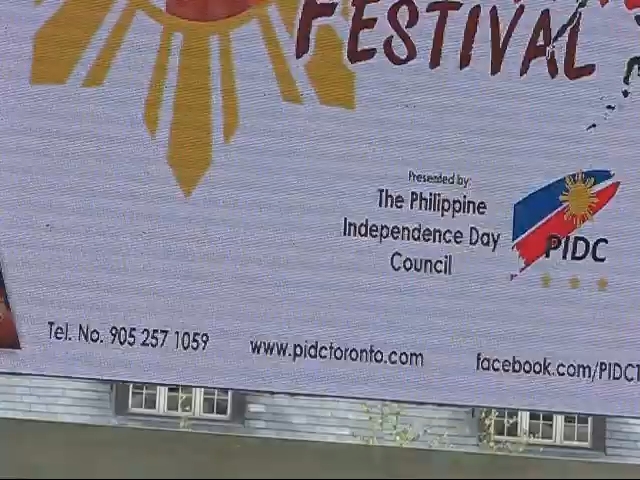 FESTIVAL
Presented by:
The Philippine
Independence Day
Council
PIDC
Tel. No. 905 257 1059
www.pidctoronto.com
facebook.com/PIDCT